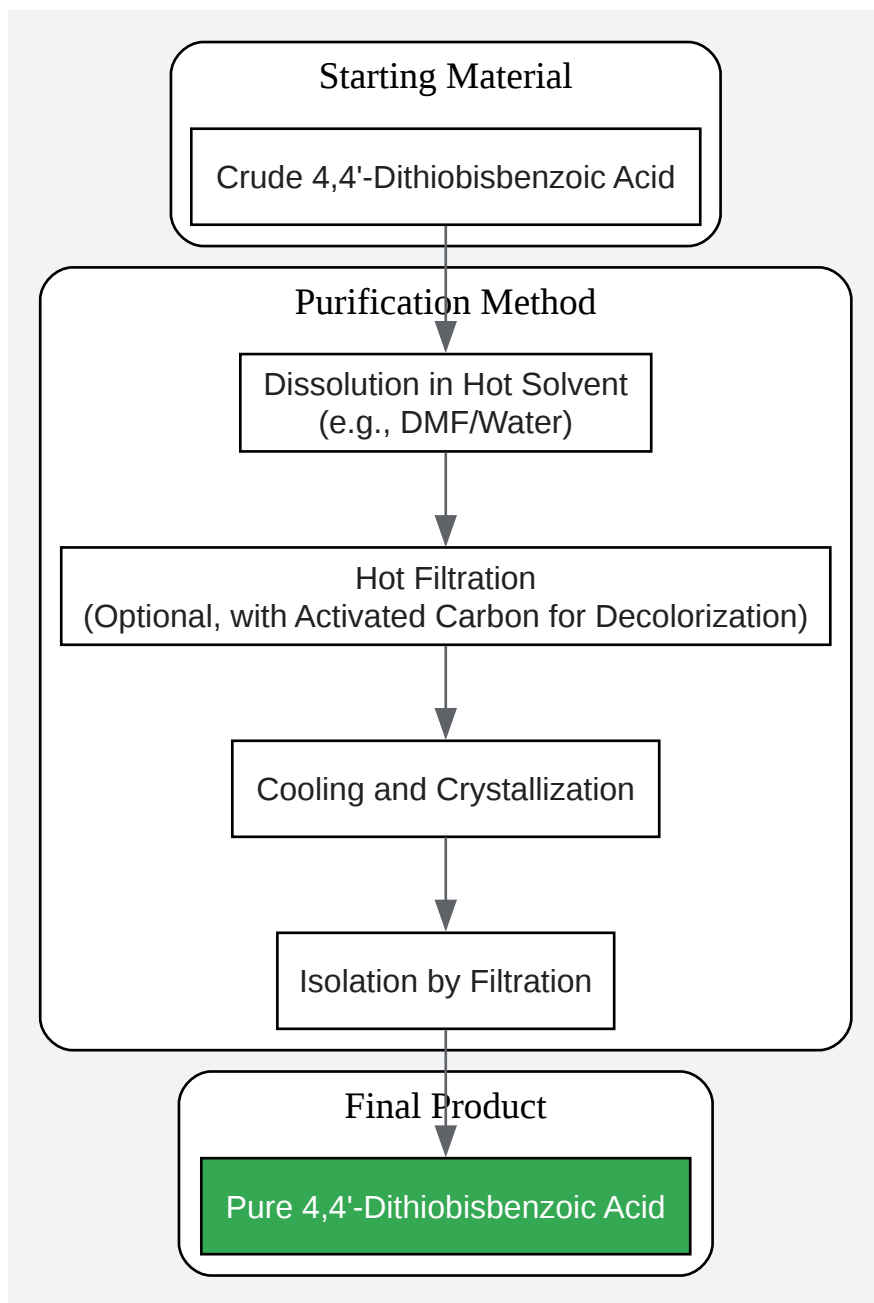 Starting Material
Crude 4,4'-Dithiobisbenzoic Acid
Purification Method
Dissolution in Hot Solvent
(e.g., DMF/Water)
Hot Filtration
(Optional, with Activated Carbon for Decolorization)
Cooling and Crystallization
Isolation by Filtration
Final Product
Pure 4,4'-Dithiobisbenzoic Acid